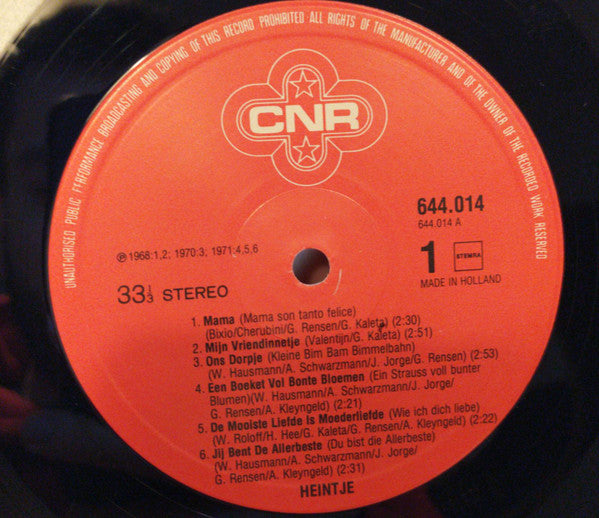 UNAUTHORISED PUBLIC PERFORMANCE BROADCASTING AND COPYING OF THIS RECORD PROHIBITED ALL RIGHTS OF THE MANUFACTURER AND OF THE OWNER OF THE RECORDED WORK RESERVED
CNR
644.014
644.014 A
1
STEMRA
MADE IN HOLLAND
℗ 1968:1,2; 1970:3; 1971:4,5,6
33⅓ STEREO
1. Mama (Mama son tanto felice)
(Bixio/Cherubini/G. Rensen/G. Kaleta) (2:30)
2. Mijn Vriendinnetje (Valentijn/G. Kaleta) (2:51)
3. Ons Dorpje (Kleine Bim Bam Bimmelbahn)
(W. Hausmann/A. Schwarzmann/J. Jorge/G. Rensen) (2:53)
4. Een Boeket Vol Bonte Bloemen (Ein Strauss voll bunter
Blumen)(W. Hausmann/A. Schwarzmann/J. Jorge/
G. Rensen/A. Kleyngeld) (2:21)
5. De Mooiste Liefde Is Moederliefde (Wie ich dich liebe)
(W. Roloff/H. Hee/G. Kaleta/G. Rensen/A. Kleyngeld) (2:22)
6. Jij Bent De Allerbeste (Du bist die Allerbeste)
(W. Hausmann/A. Schwarzmann/J. Jorge/
G. Rensen/A. Kleyngeld) (2:31)
HEINTJE